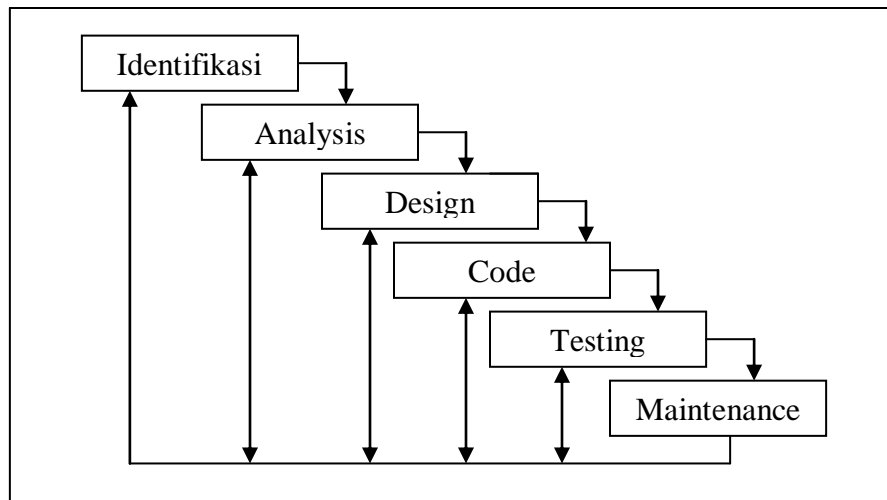 Identifikasi
Analysis
Design
Code
Testing
Maintenance